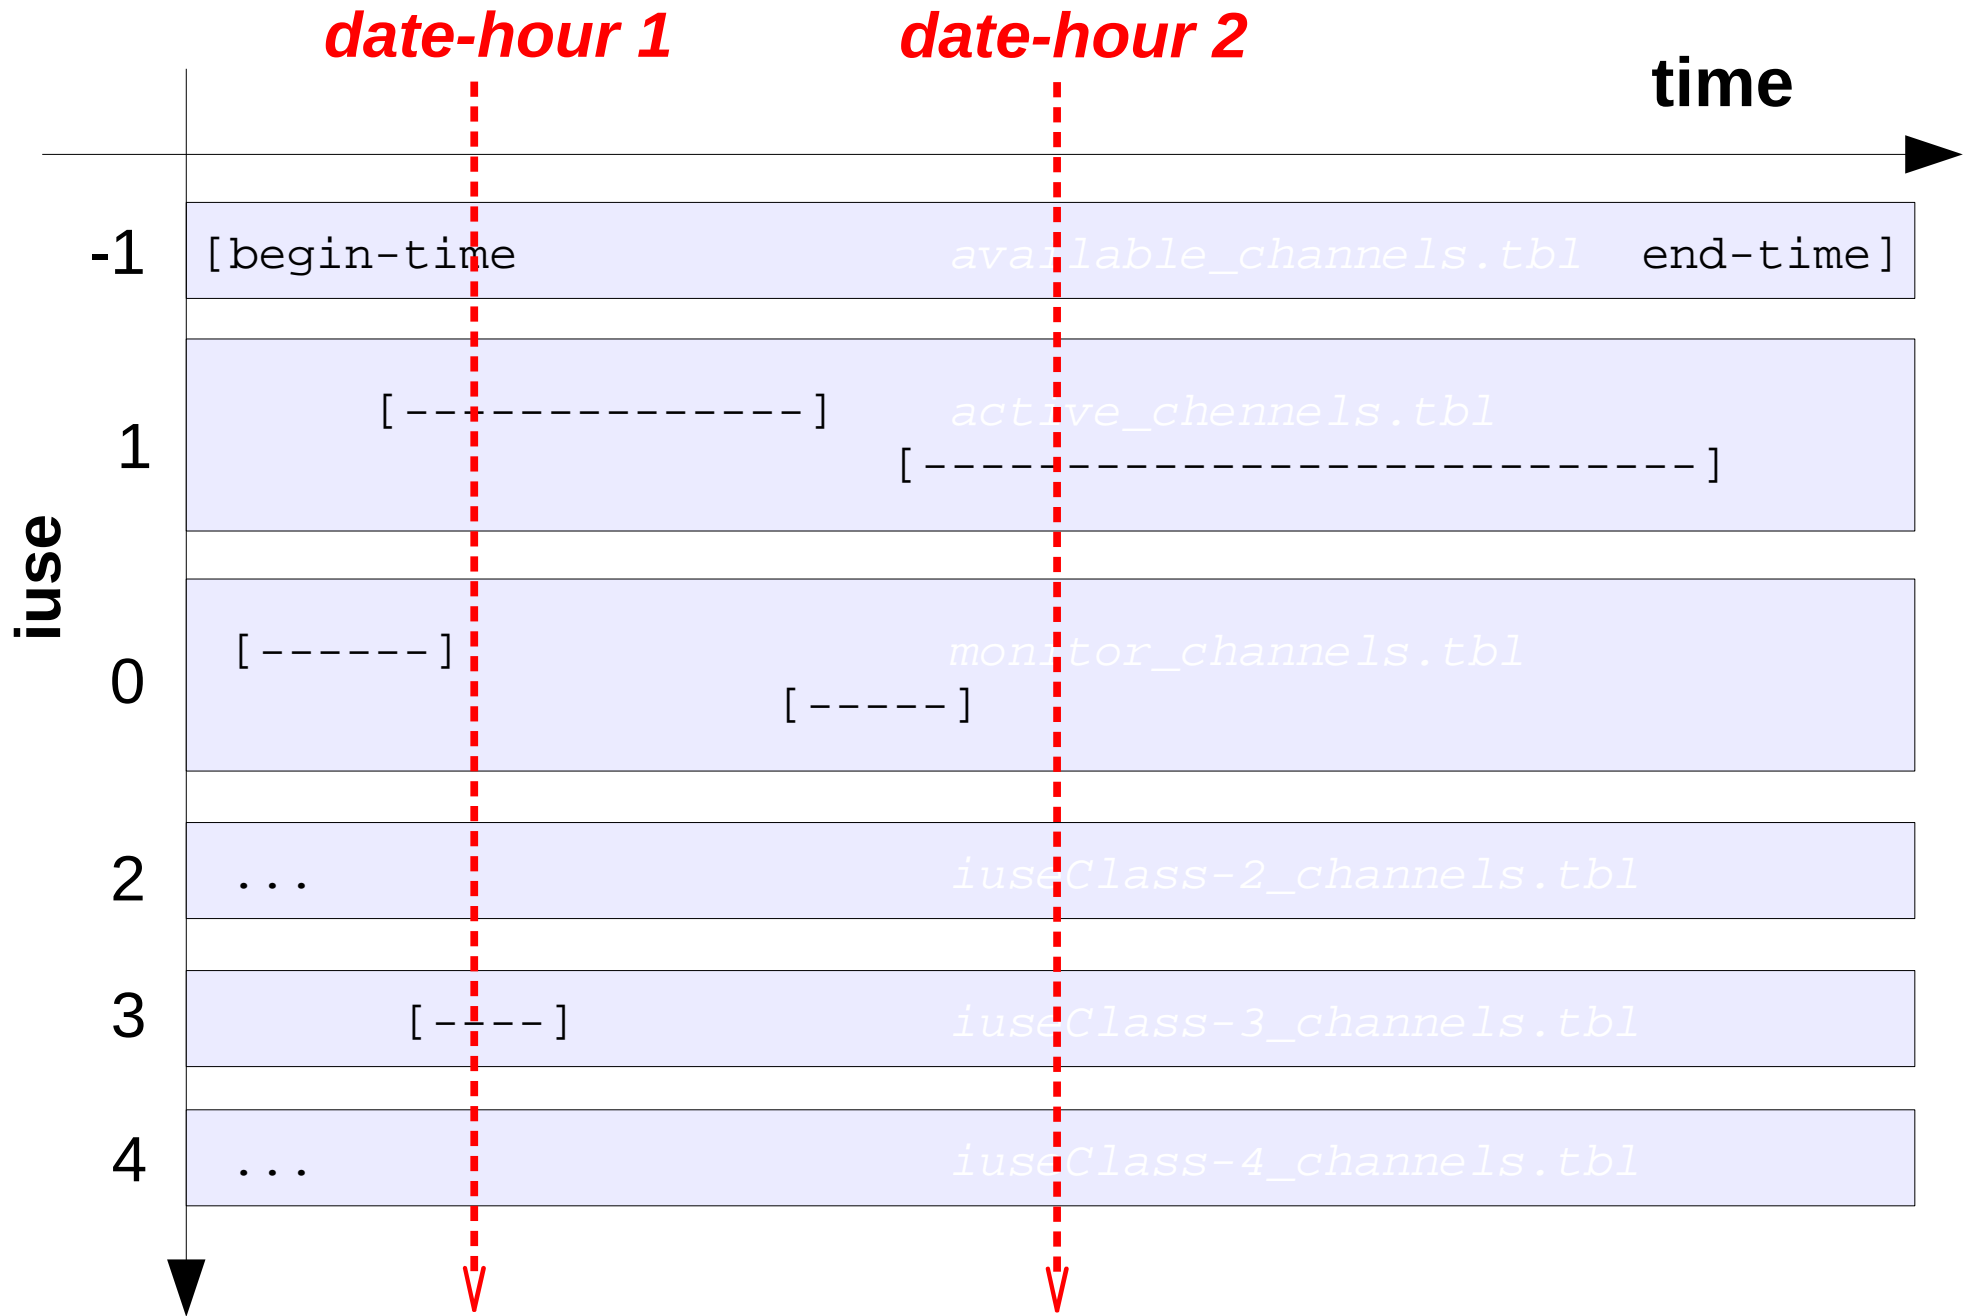 date-hour 1 date-hour 2
time
-1 [begin-time available_channels.tbl end-time]
[--------------] active_chennels.tbl
1
[---------------------------]
iuse
[------] monitor_channels.tbl
0
[-----]
2 ... iuseClass-2_channels.tbl
3 [----] iuseClass-3_channels.tbl
4 ... iuseClass-4_channels.tbl